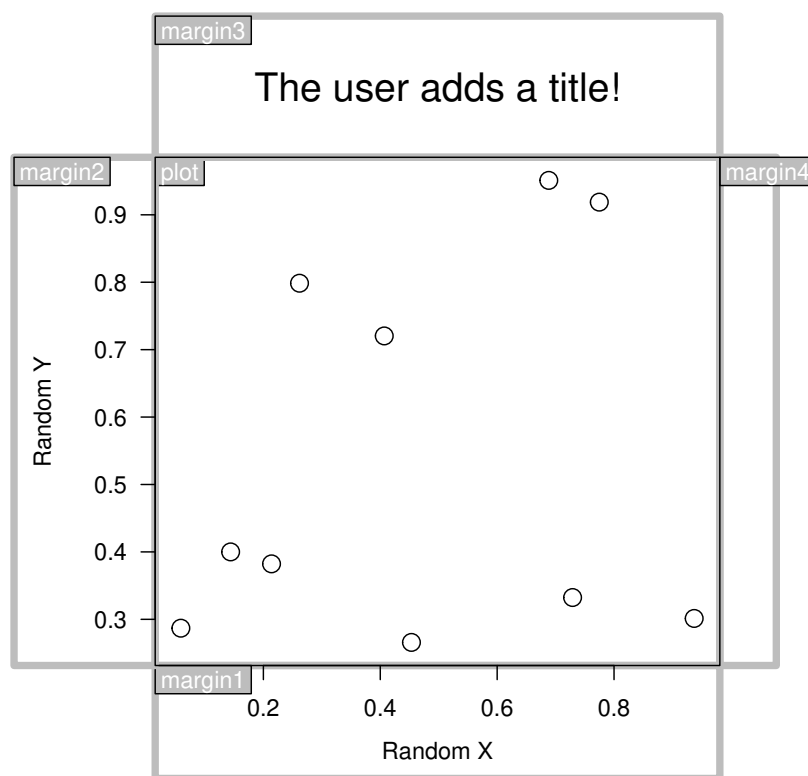 margin3
The user adds a title!
margin2
plot
margin4
0.9
0.8
0.7
0.6
0.5
0.4
0.3
Random Y
margin1
0.2 0.4 0.6 0.8
Random X